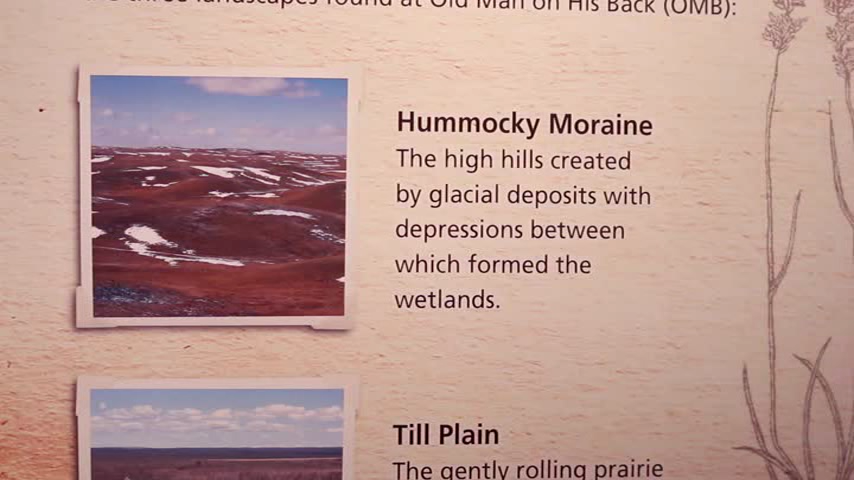 three landscapes found at Old Man on His Back (OMB):
Hummocky Moraine
The high hills created
by glacial deposits with
depressions between
which formed the
wetlands.
Till Plain
The gently rolling prairie